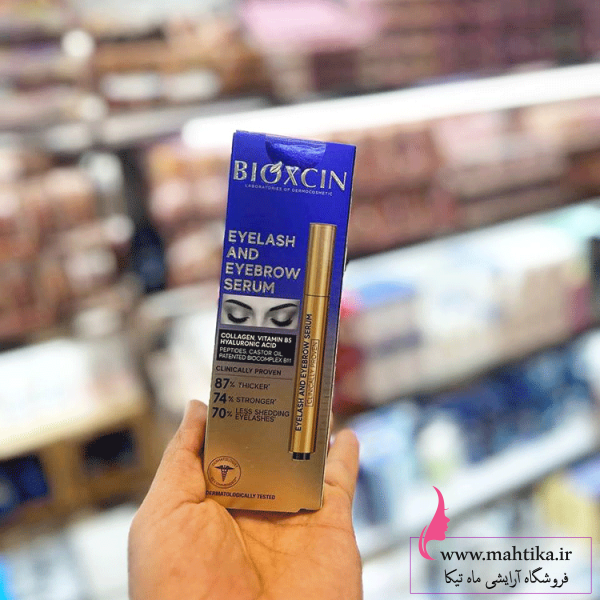 BIOXCIN
LABORATORIES OF DERMOCOSMETIC
EYELASH
AND
EYEBROW
SERUM
COLLAGEN, VITAMIN B5
HYALURONIC ACID
PEPTIDES, CASTOR OIL
PATENTED BIOCOMPLEX B11
CLINICALLY PROVEN
87% THICKER
74% STRONGER
70% LESS SHEDDING
EYELASHES
DERMATOLOGICALLY TESTED
EYELASH AND EYEBROW SERUM
CLINICALLY PROVEN
www.mahtika.ir
فروشگاه آرایشی ماه تیکا